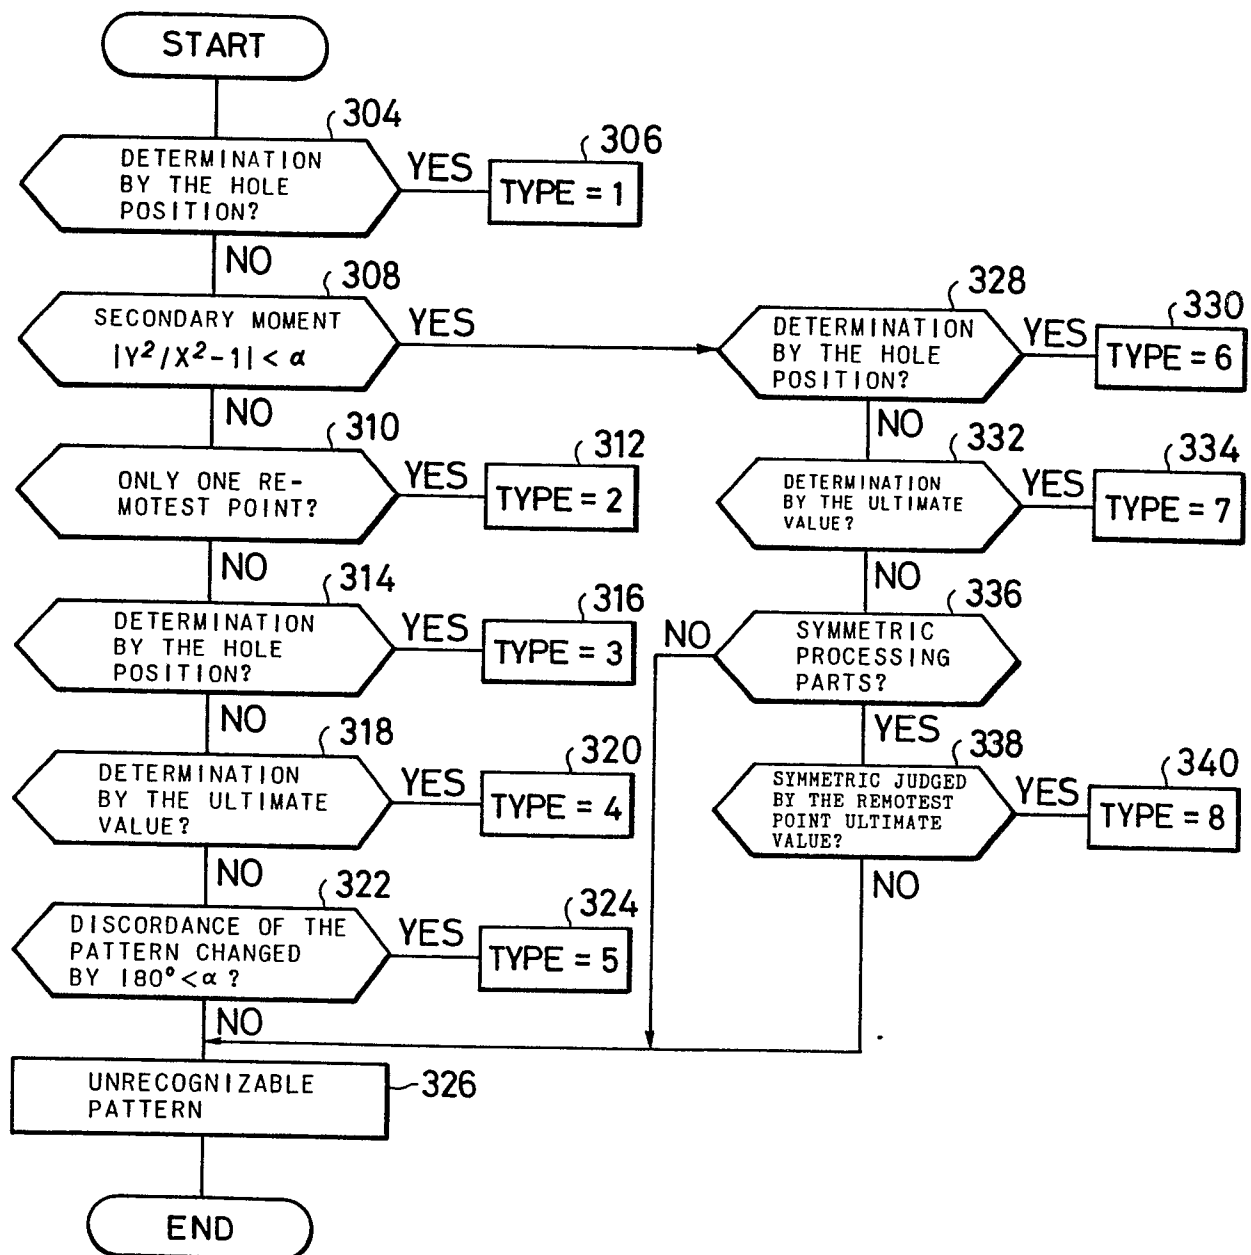 START
304
DETERMINATION
BY THE HOLE
POSITION?
YES
306
TYPE = 1
NO
308
SECONDARY MOMENT
|Y²/X²-1| < α
YES
NO
310
ONLY ONE RE-
MOTEST POINT?
YES
312
TYPE = 2
NO
314
DETERMINATION
BY THE HOLE
POSITION?
YES
316
TYPE = 3
NO
318
DETERMINATION
BY THE ULTIMATE
VALUE?
YES
320
TYPE = 4
NO
322
DISCORDANCE OF THE
PATTERN CHANGED
BY 180° < α ?
YES
324
TYPE = 5
NO
UNRECOGNIZABLE
PATTERN
326
END
328
DETERMINATION
BY THE HOLE
POSITION?
YES
330
TYPE = 6
NO
332
DETERMINATION
BY THE ULTIMATE
VALUE?
YES
334
TYPE = 7
NO
336
SYMMETRIC
PROCESSING
PARTS?
NO
YES
338
SYMMETRIC JUDGED
BY THE REMOTEST
POINT ULTIMATE
VALUE?
YES
340
TYPE = 8
NO